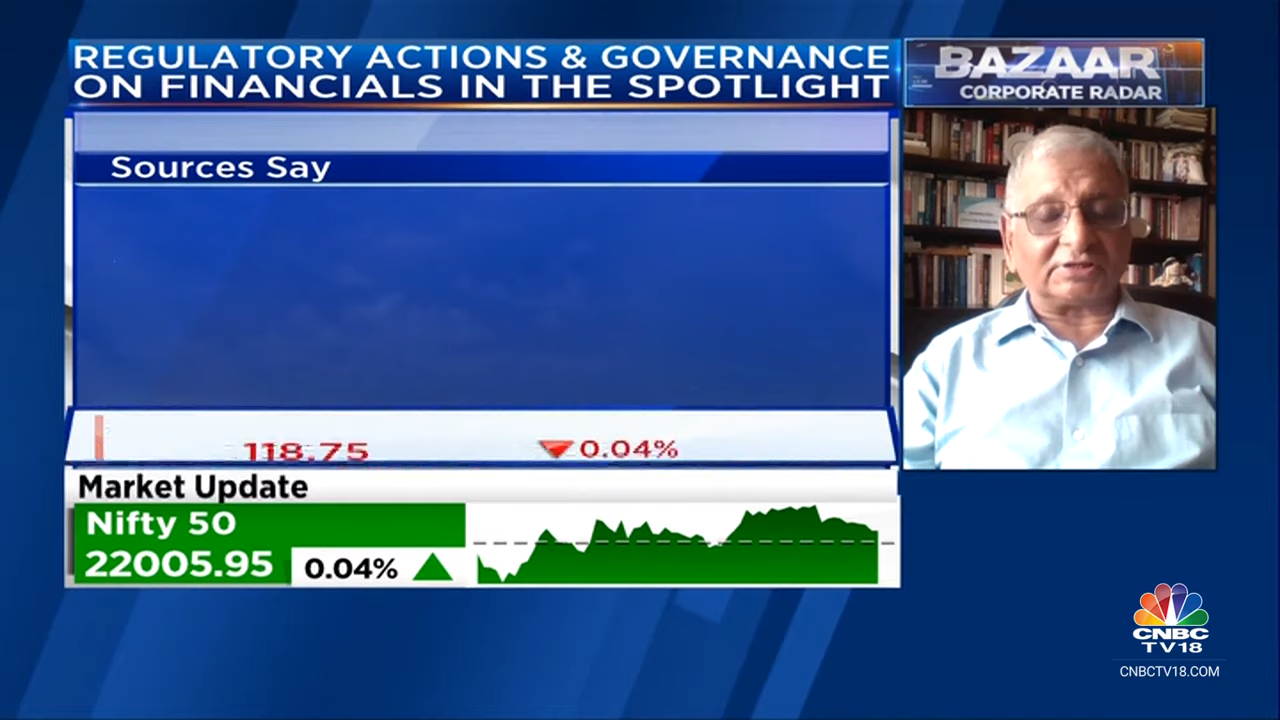 REGULATORY ACTIONS & GOVERNANCE
ON FINANCIALS IN THE SPOTLIGHT
BAZAAR
CORPORATE RADAR
Sources Say
118.75 0.04%
Market Update
Nifty 50
22005.95 0.04%
CNBC
TV18
CNBCTV18.COM